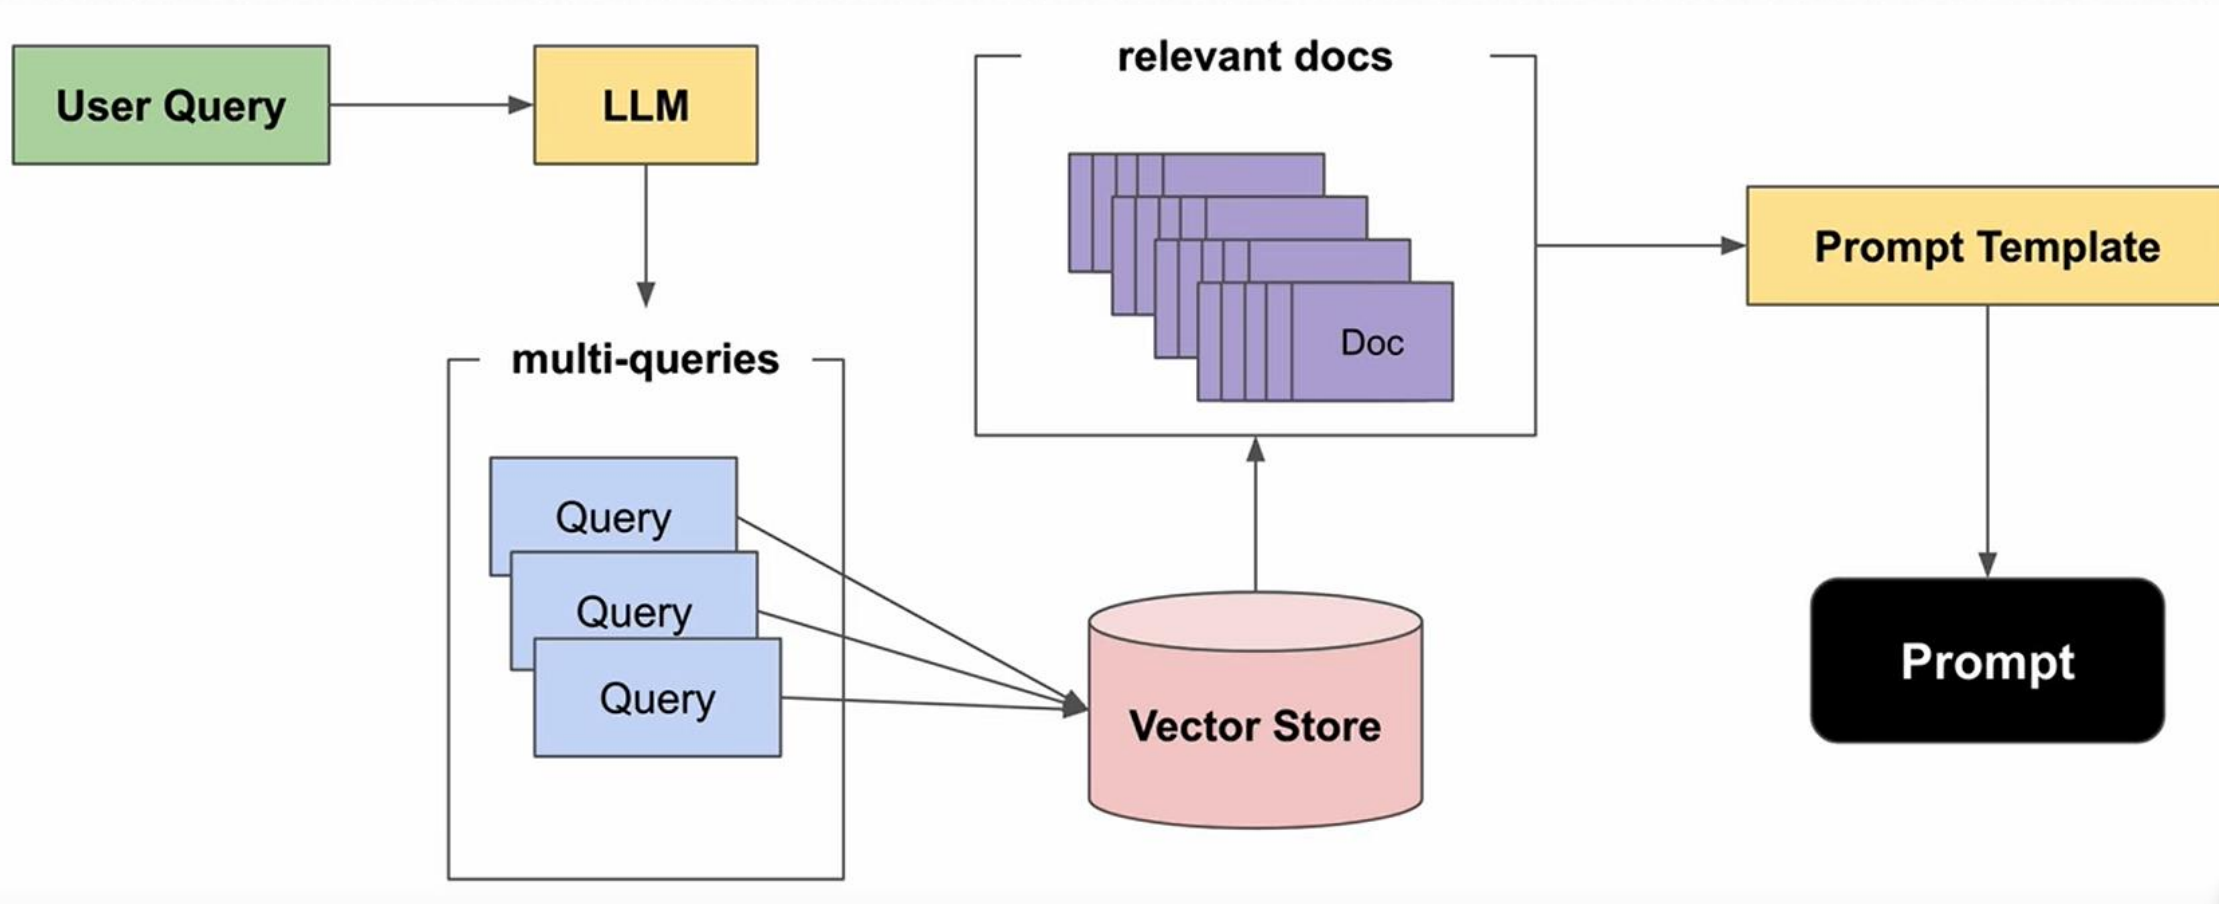 User Query
LLM
multi-queries
Query
Query
Query
Vector Store
relevant docs
Doc
Prompt Template
Prompt